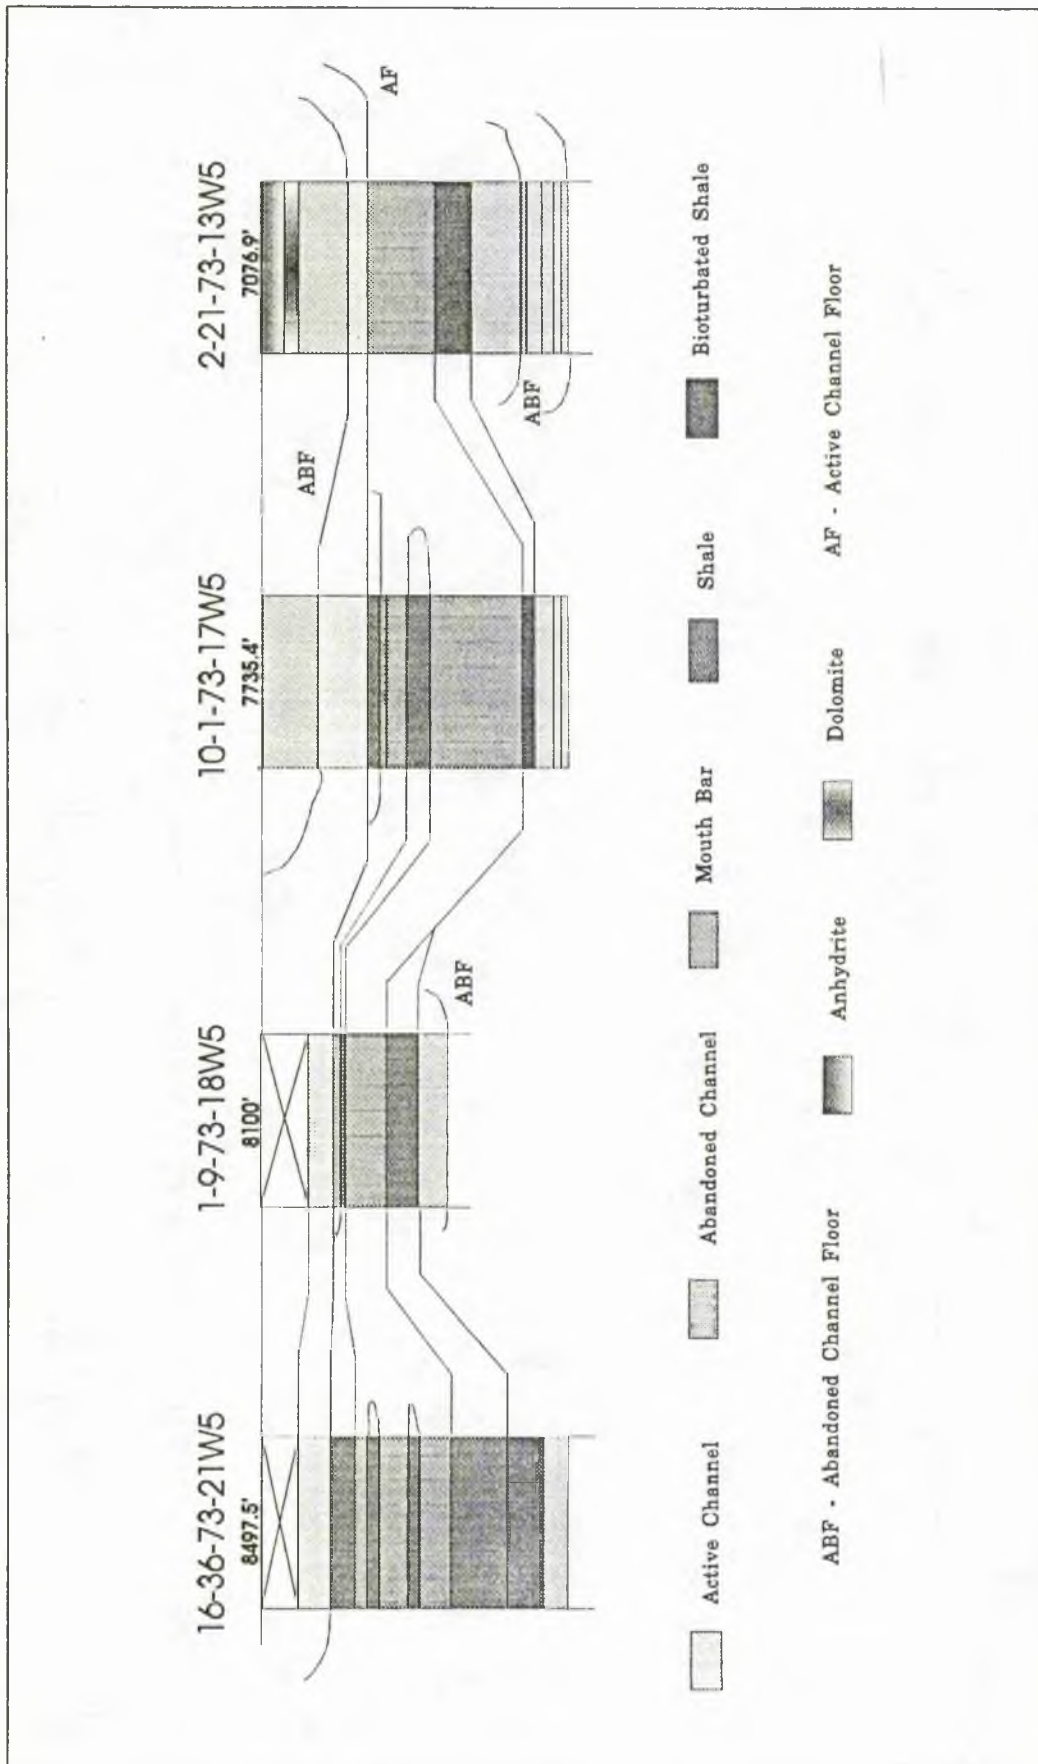 16-36-73-21W5
1-9-73-18W5
10-1-73-17W5
2-21-73-13W5
8497.5'
8100'
7735.4'
7076.9'
ABF
ABF
ABF
AF
Active Channel
Abandoned Channel
Mouth Bar
Shale
Bioturbated Shale
Anhydrite
Dolomite
ABF - Abandoned Channel Floor
AF - Active Channel Floor